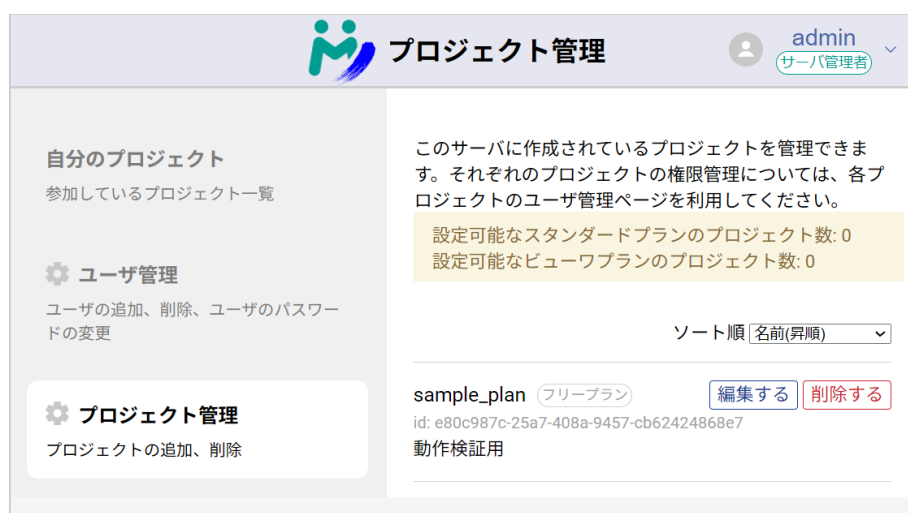 プロジェクト管理
admin
サーバ管理者
自分のプロジェクト
参加しているプロジェクト一覧
ユーザ管理
ユーザの追加、削除、ユーザのパスワー
ドの変更
プロジェクト管理
プロジェクトの追加、削除
このサーバに作成されているプロジェクトを管理できま
す。それぞれのプロジェクトの権限管理については、各プ
ロジェクトのユーザ管理ページを利用してください。
設定可能なスタンダードプランのプロジェクト数: 0
設定可能なビューワプランのプロジェクト数: 0
ソート順 名前(昇順)
sample_plan フリープラン 編集する 削除する
id: e80c987c-25a7-408a-9457-cb62424868e7
動作検証用